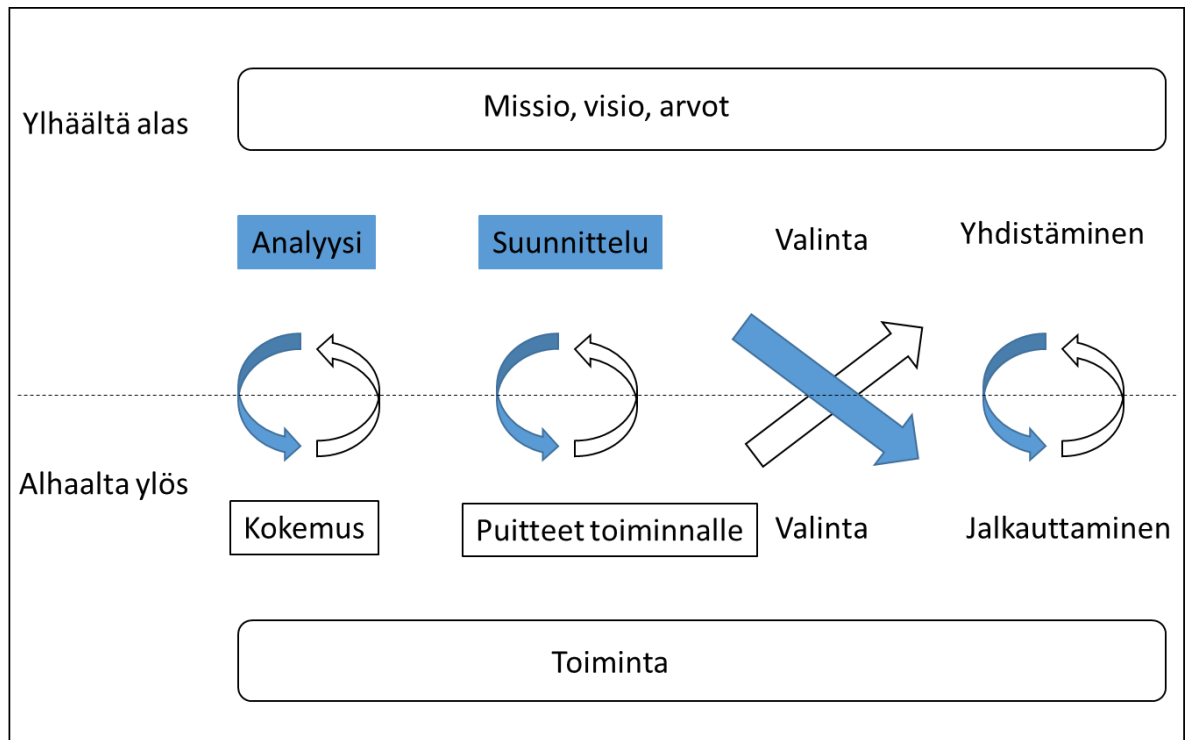 Missio, visio, arvot
Ylhäältä alas
Analyysi
Suunnittelu
Valinta
Yhdistäminen
Alhaalta ylös
Kokemus
Puitteet toiminnalle
Valinta
Jalkauttaminen
Toiminta